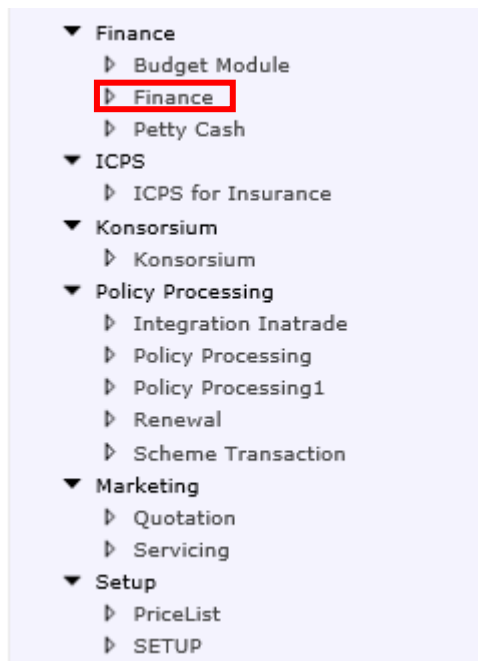 Finance
Budget Module
Finance
Petty Cash
ICPS
ICPS for Insurance
Konsorsium
Konsorsium
Policy Processing
Integration Inatrade
Policy Processing
Policy Processing1
Renewal
Scheme Transaction
Marketing
Quotation
Servicing
Setup
PriceList
SETUP